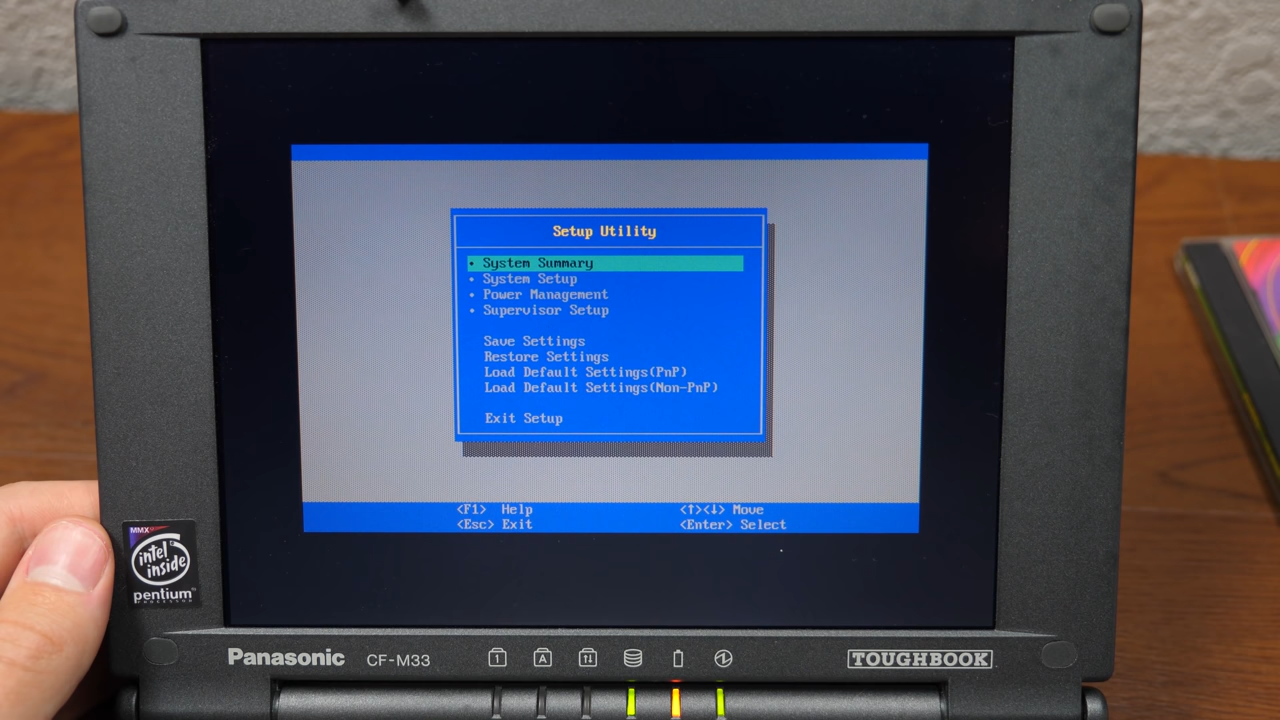 Setup Utility
• System Summary
• System Setup
• Power Management
• Supervisor Setup
Save Settings
Restore Settings
Load Default Settings(PnP)
Load Default Settings(Non-PnP)
Exit Setup
<F1> Help
<↑><↓> Move
<Esc> Exit
<Enter> Select
MMX
intel
inside
pentium
PROCESSOR
Panasonic CF-M33
1 A
TOUGHBOOK